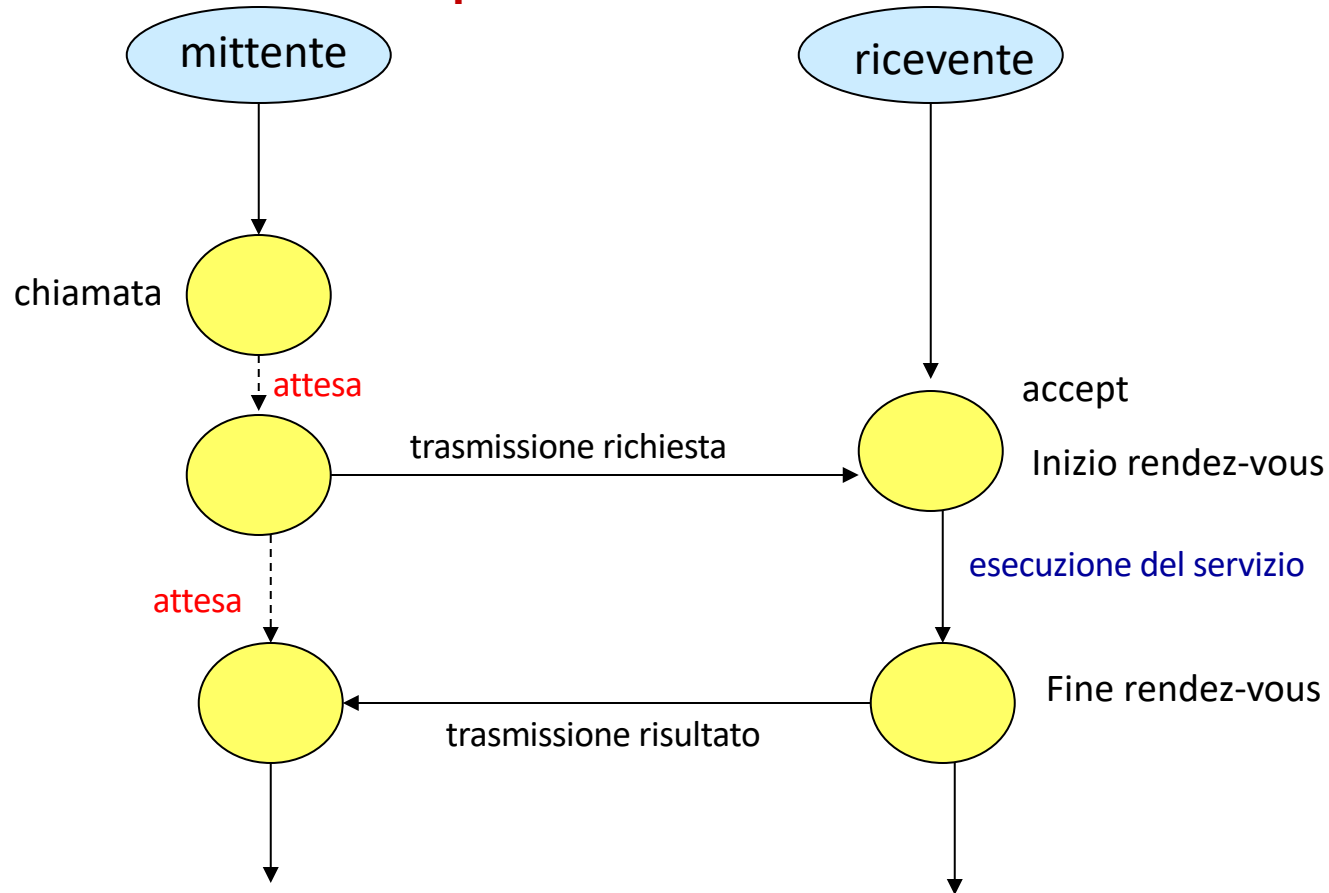 mittente
ricevente
chiamata
attesa
accept
trasmissione richiesta
Inizio rendez-vous
esecuzione del servizio
attesa
Fine rendez-vous
trasmissione risultato